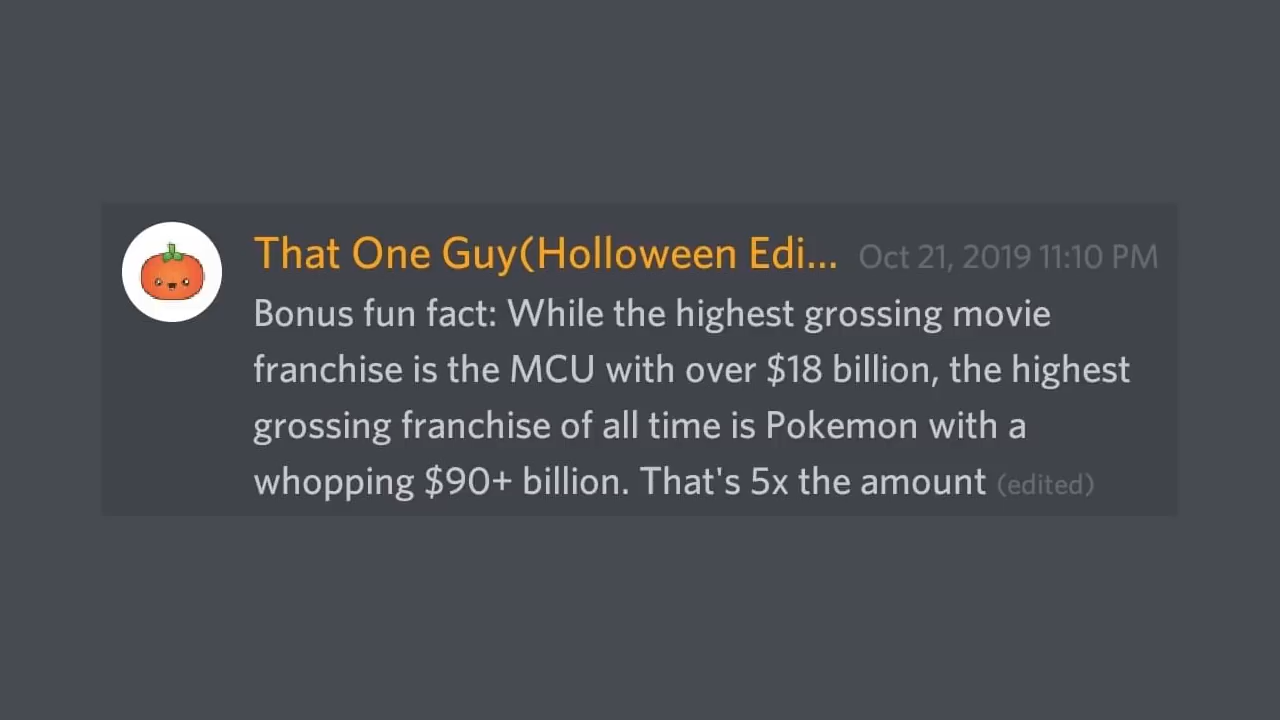 That One Guy(Holloween Edi... Oct 21, 2019 11:10 PM
Bonus fun fact: While the highest grossing movie
franchise is the MCU with over $18 billion, the highest
grossing franchise of all time is Pokemon with a
whopping $90+ billion. That's 5x the amount (edited)